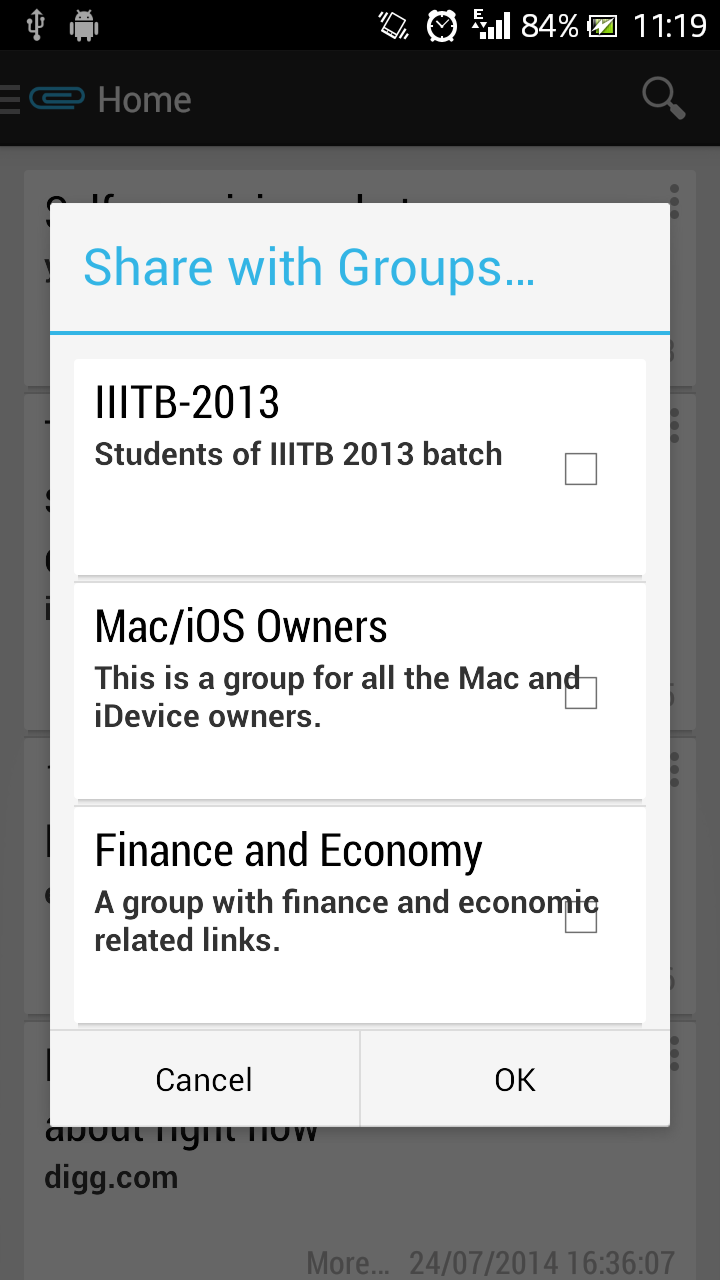 E 84% 11:19
Home
Share with Groups...
IIITB-2013
Students of IIITB 2013 batch
Mac/iOS Owners
This is a group for all the Mac and
iDevice owners.
Finance and Economy
A group with finance and economic
related links.
Cancel
OK
about right now
digg.com
More... 24/07/2014 16:36:07